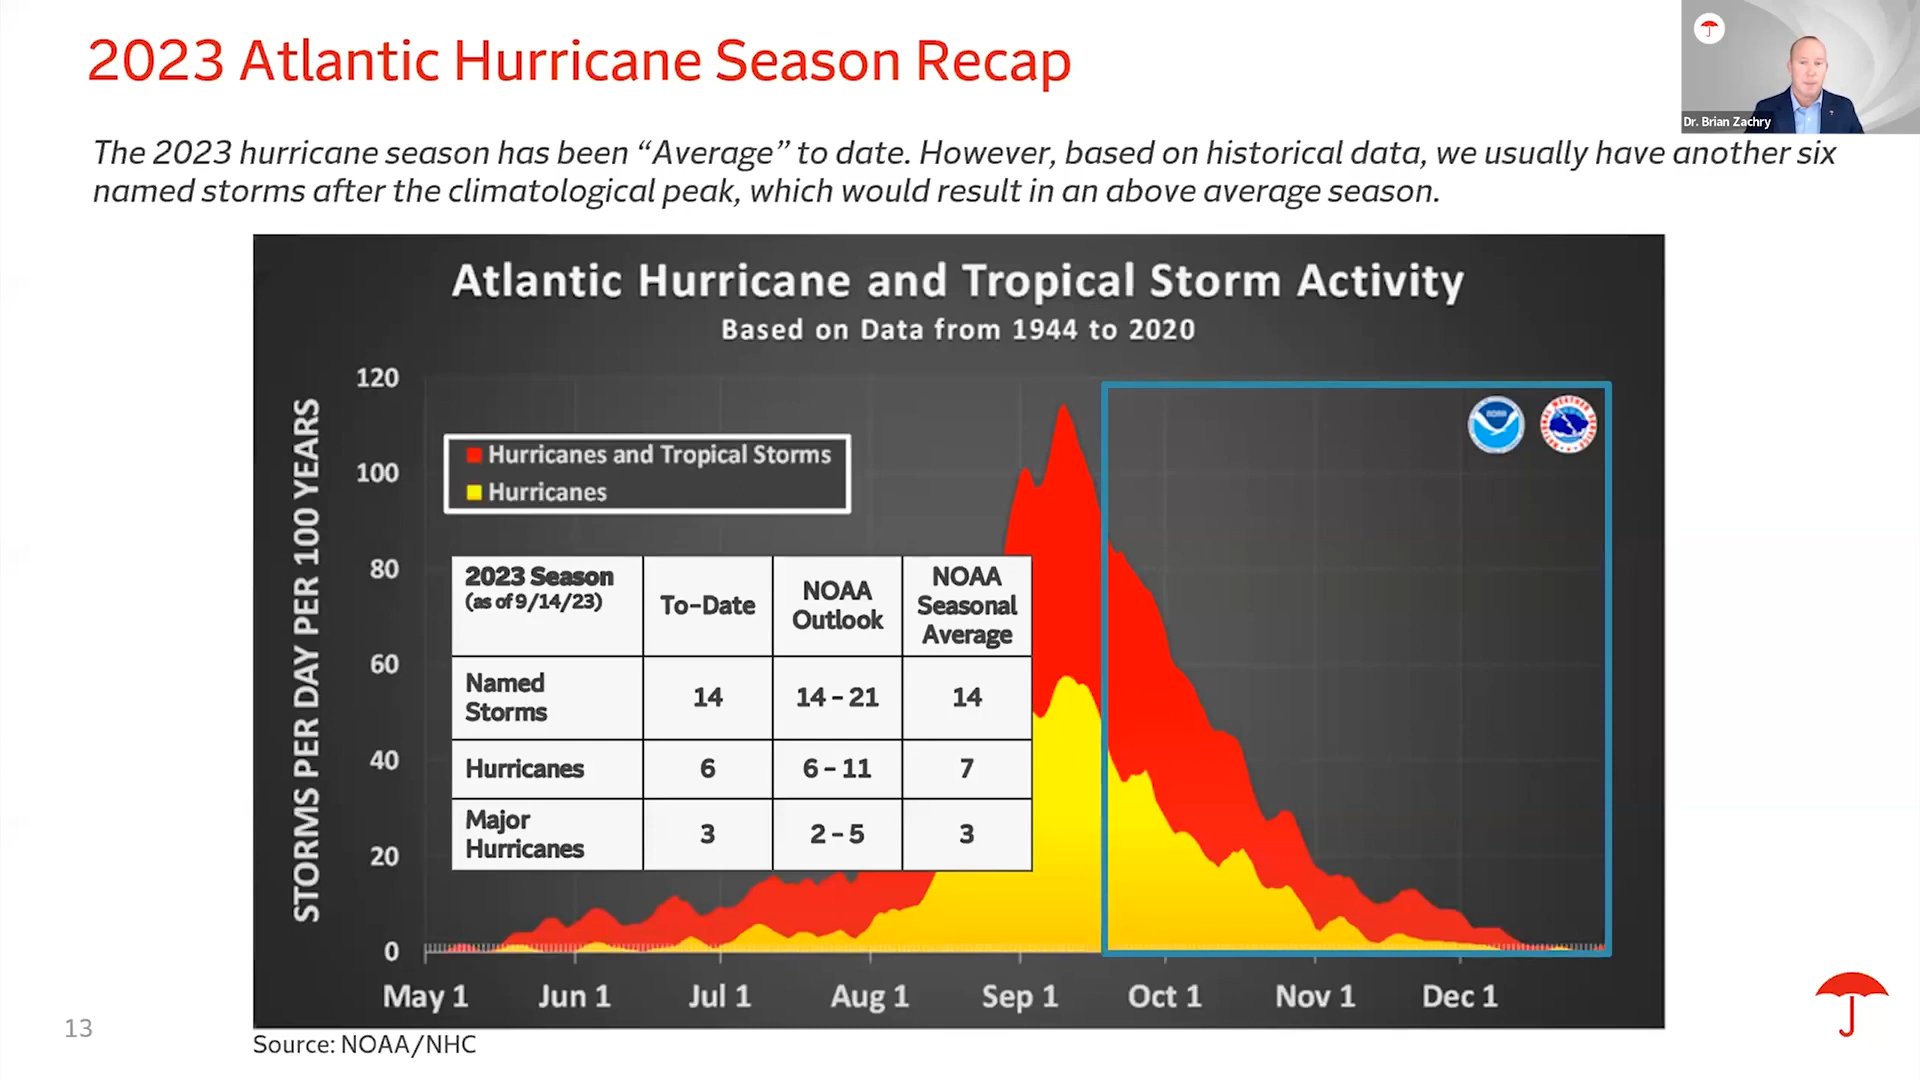 2023 Atlantic Hurricane Season Recap
Dr. Brian Zachry
The 2023 hurricane season has been “Average” to date. However, based on historical data, we usually have another six
named storms after the climatological peak, which would result in an above average season.
Atlantic Hurricane and Tropical Storm Activity
Based on Data from 1944 to 2020
STORMS PER DAY PER 100 YEARS
120
100
80
60
40
20
0
Hurricanes and Tropical Storms
Hurricanes
NOAA
2023 Season
(as of 9/14/23)
To-Date
NOAA
Outlook
NOAA
Seasonal
Average
Named
Storms
14
14 – 21
14
Hurricanes
6
6 – 11
7
Major
Hurricanes
3
2 – 5
3
May 1
Jun 1
Jul 1
Aug 1
Sep 1
Oct 1
Nov 1
Dec 1
13
Source: NOAA/NHC